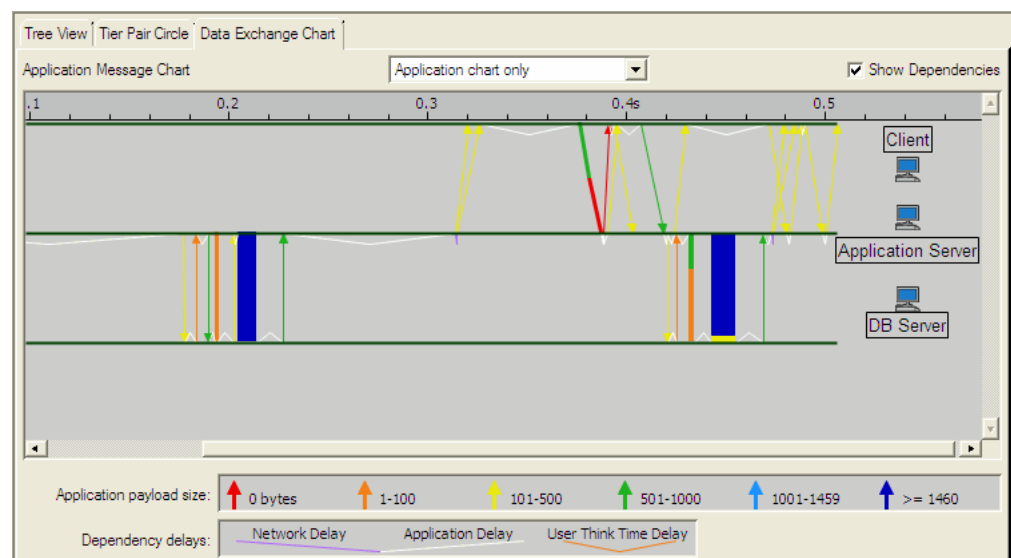 Tree View Tier Pair Circle Data Exchange Chart
Application Message Chart Application chart only Show Dependencies
.1 0.2 0.3 0.4s 0.5
Client
Application Server
DB Server
Application payload size: 0 bytes 1-100 101-500 501-1000 1001-1459 >= 1460
Dependency delays: Network Delay Application Delay User Think Time Delay